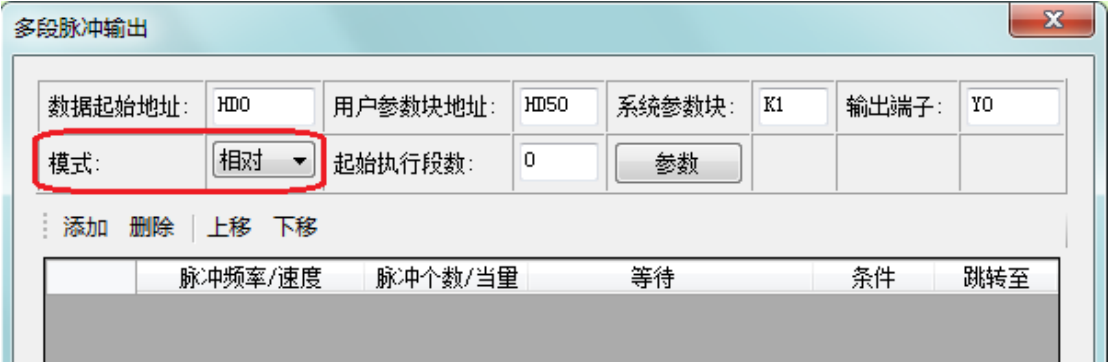 多段脉冲输出
数据起始地址: HD0 用户参数块地址: HD50 系统参数块: K1 输出端子: Y0
模式: 相对 起始执行段数: 0 参数
添加 删除 上移 下移
脉冲频率/速度 脉冲个数/当量 等待 条件 跳转至